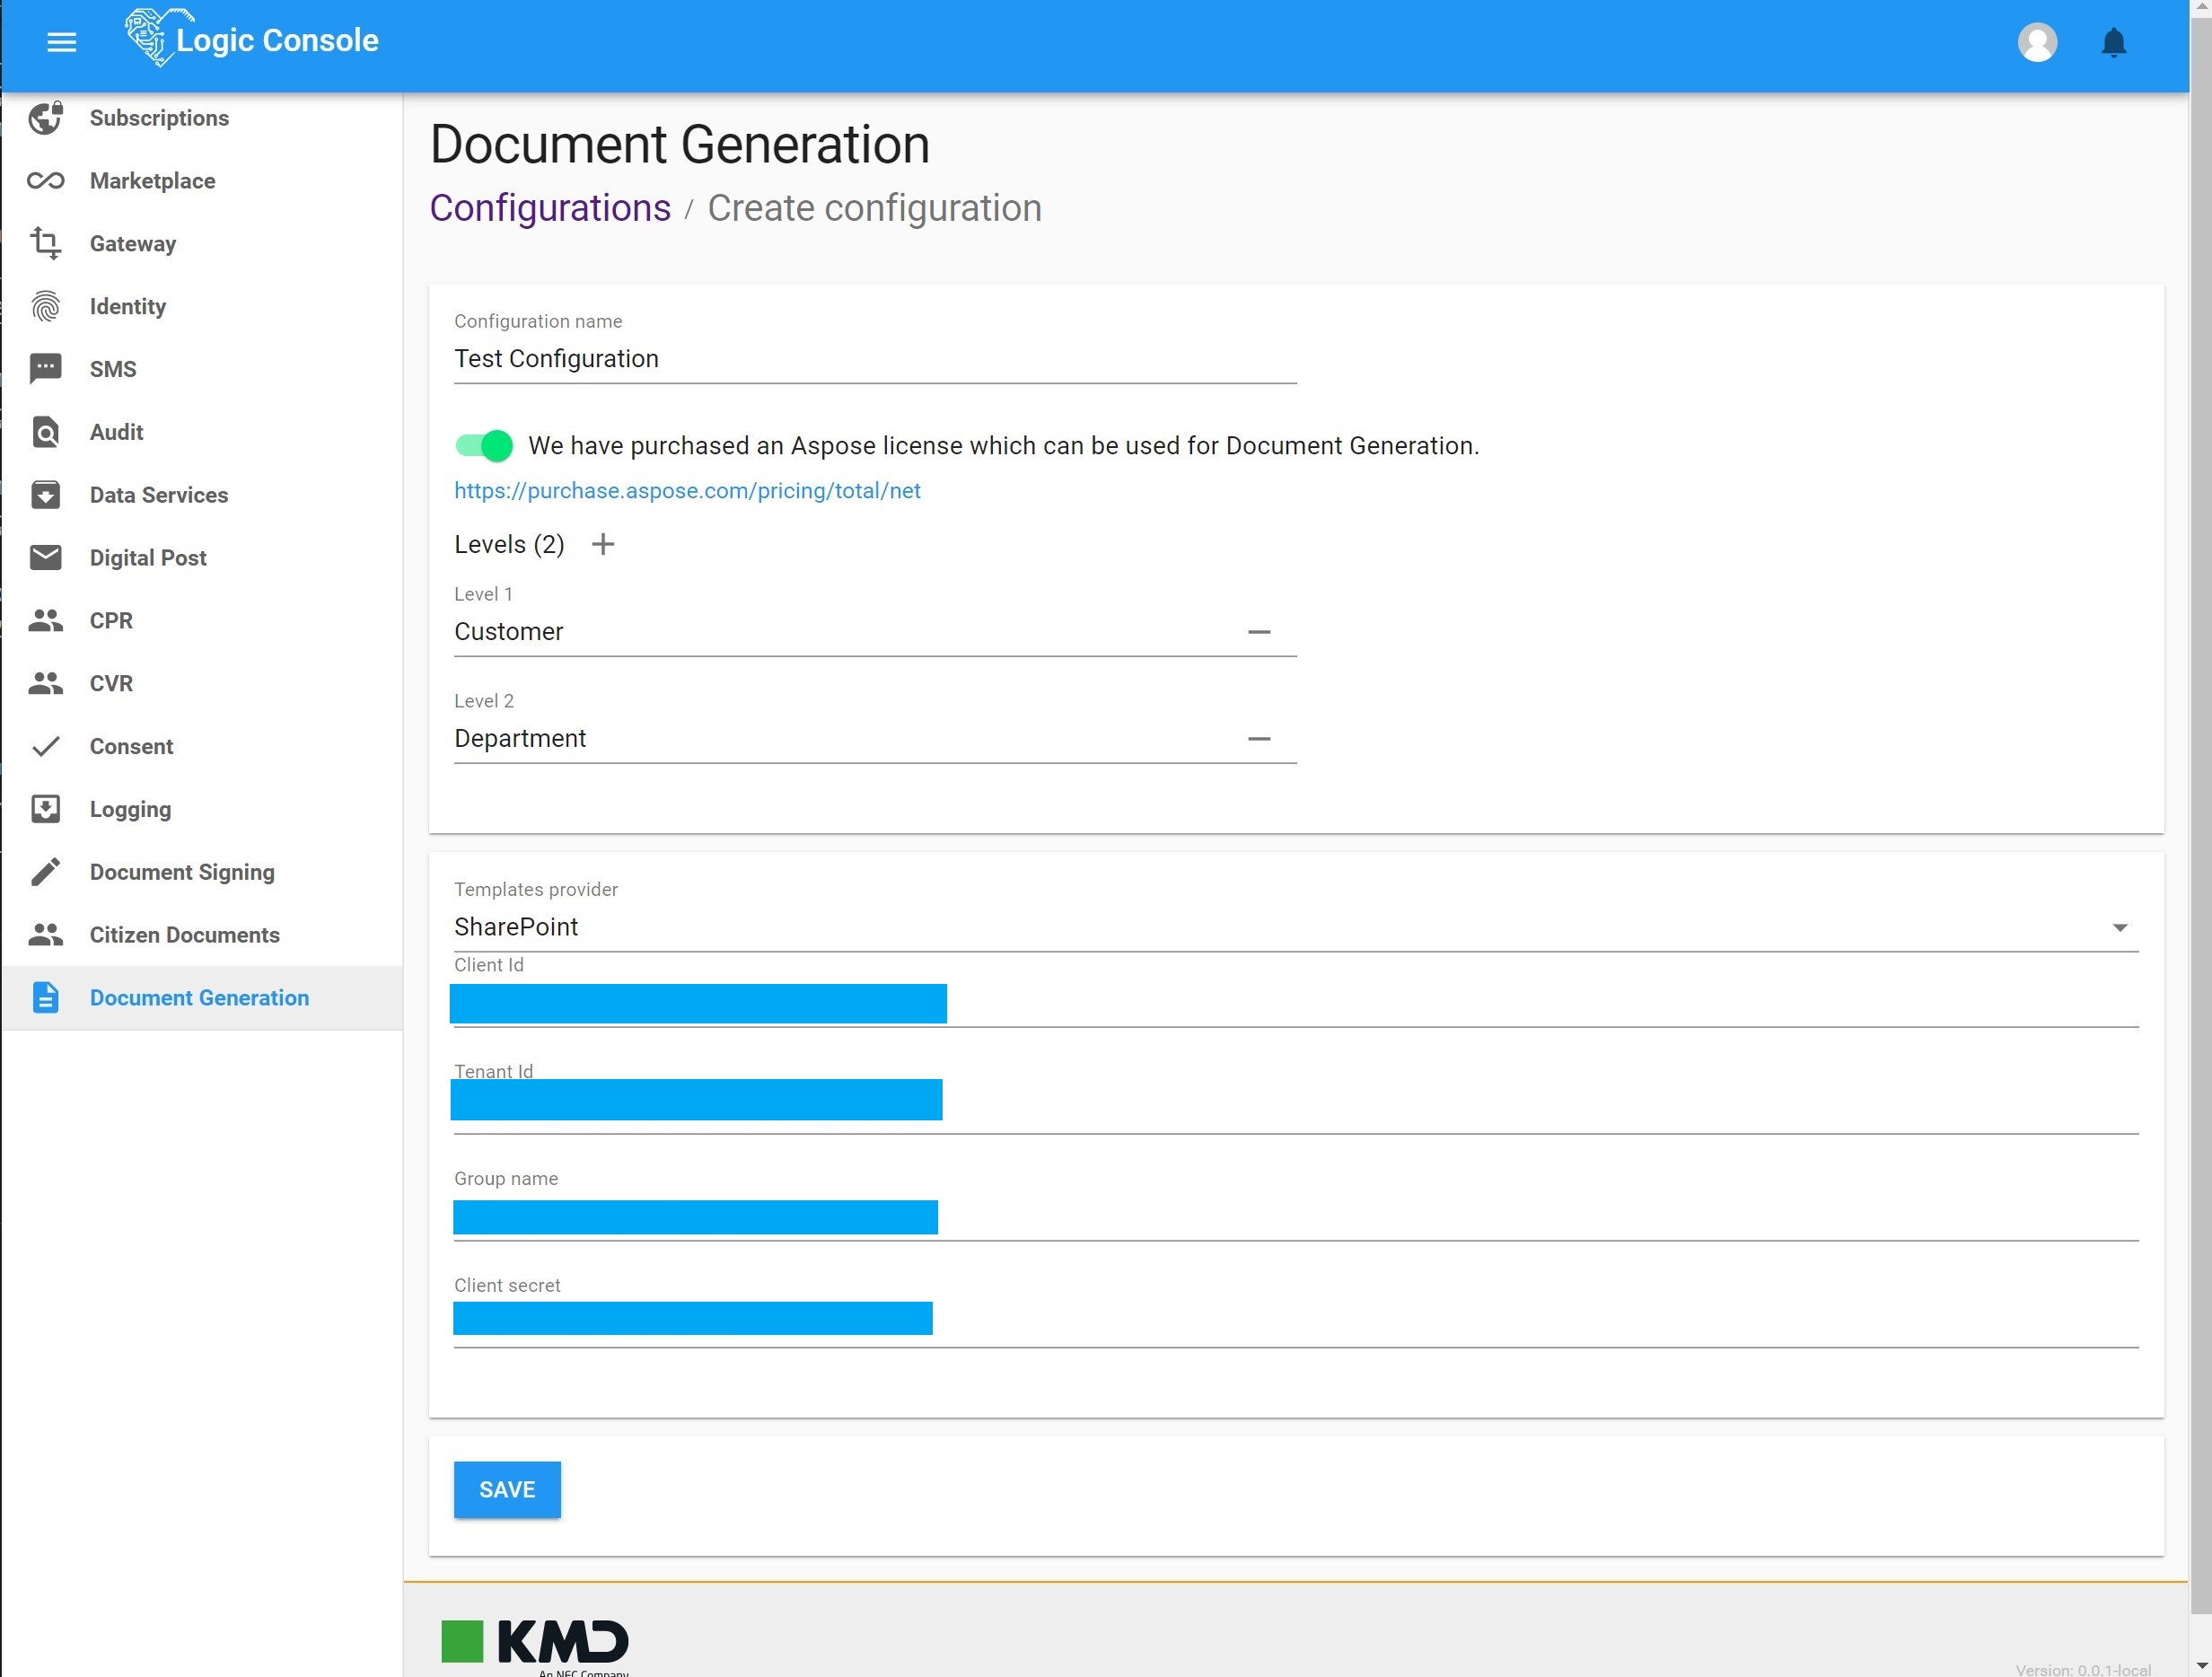 Logic Console
Subscriptions
Marketplace
Gateway
Identity
SMS
Audit
Data Services
Digital Post
CPR
CVR
Consent
Logging
Document Signing
Citizen Documents
Document Generation
Document Generation
Configurations / Create configuration
Configuration name
Test Configuration
We have purchased an Aspose license which can be used for Document Generation.
https://purchase.aspose.com/pricing/total/net
Levels (2)
Level 1
Customer
Level 2
Department
Templates provider
SharePoint
Client Id
Tenant Id
Group name
Client secret
SAVE
KMD
An NEC Company
Version: 0.0.1-local